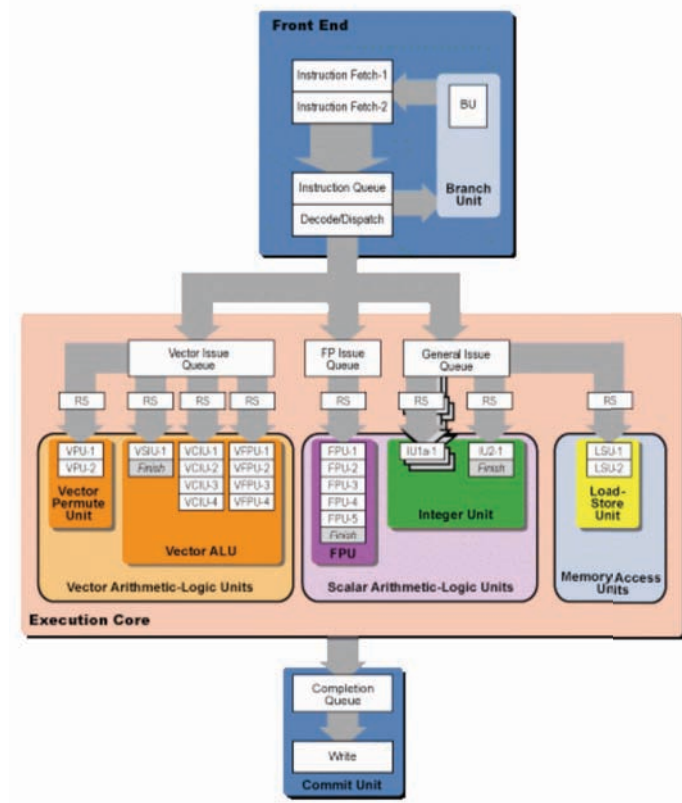 Front End
Instruction Fetch-1
Instruction Fetch-2
BU
Instruction Queue
Decode/Dispatch
Branch
Unit
Vector Issue
Queue
FP Issue
Queue
General Issue
Queue
RS
RS
RS
RS
RS
RS
RS
RS
VPU-1
VPU-2
Vector
Permute
Unit
VSIU-1
Finish
VCIU-1
VCIU-2
VCIU-3
VCIU-4
VFPU-1
VFPU-2
VFPU-3
VFPU-4
Vector ALU
Vector Arithmetic-Logic Units
FPU-1
FPU-2
FPU-3
FPU-4
FPU-5
Finish
FPU
IU1a-1
IU2-1
Finish
Integer Unit
Scalar Arithmetic-Logic Units
LSU-1
LSU-2
Load-
Store
Unit
Memory Access
Units
Execution Core
Completion
Queue
Write
Commit Unit